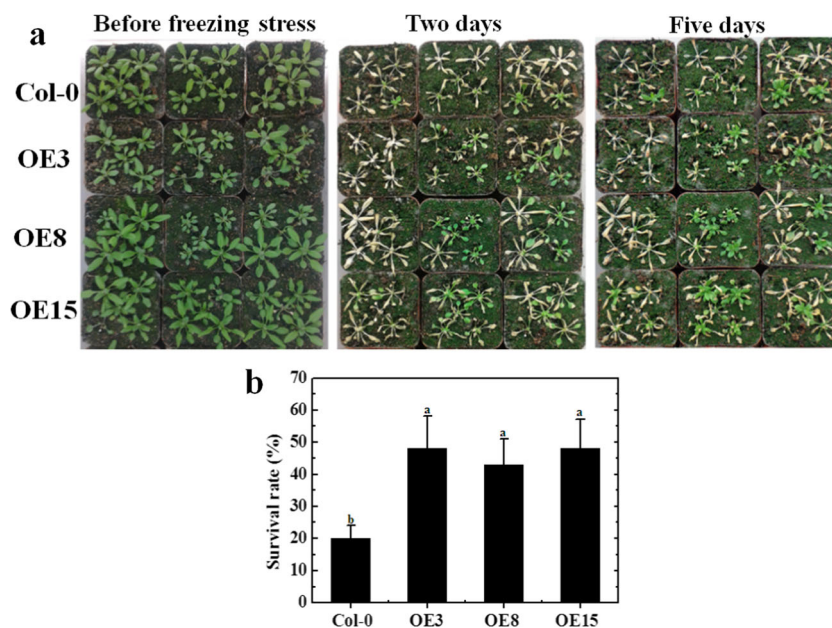 a
Before freezing stress Two days Five days
Col-0
OE3
OE8
OE15
b
Survival rate (%)
70
60
50
40
30
20
10
0
b
a
a
a
Col-0 OE3 OE8 OE15